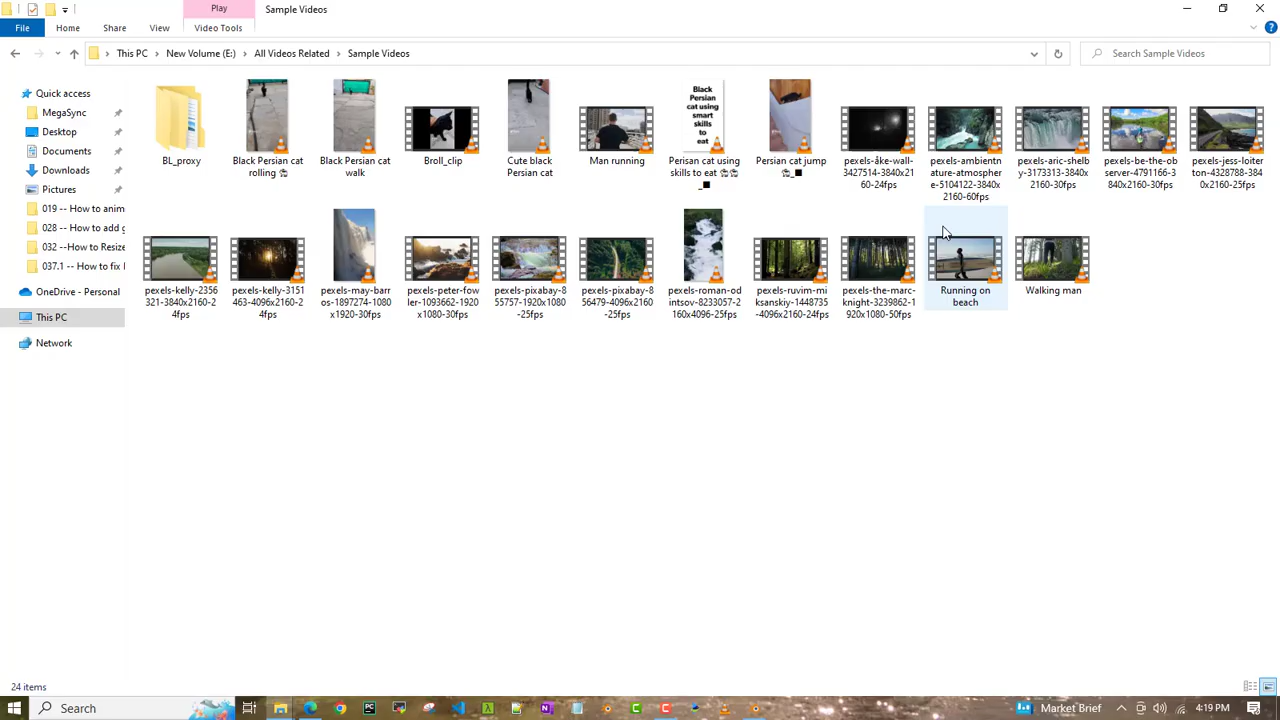 Play
Sample Videos
File
Home
Share
View
Video Tools
This PC
New Volume (E:)
All Videos Related
Sample Videos
Search Sample Videos
Quick access
MegaSync
Desktop
Documents
Downloads
Pictures
019 -- How to anim
028 -- How to add g
032 --How to Resize
037.1 -- How to fix
OneDrive - Personal
This PC
Network
Black
Persian
cat using
smart
skills
to
eat
BL_proxy
Black Persian cat
rolling 🐈
Black Persian cat
walk
Broll_clip
Cute black
Persian cat
Man running
Perisan cat using
skills to eat 🐈🐈
_■
Persian cat jump
🐈_■
pexels-åke-wall-
3427514-3840x21
60-24fps
pexels-ambientn
ature-atmospher
e-5104122-3840x
2160-60fps
pexels-aric-shelb
y-3173313-3840x
2160-30fps
pexels-be-the-ob
server-4791166-3
840x2160-30fps
pexels-jess-loiter
ton-4328788-384
0x2160-25fps
pexels-kelly-2356
321-3840x2160-2
4fps
pexels-kelly-3151
463-4096x2160-2
4fps
pexels-may-barr
os-1897274-1080
x1920-30fps
pexels-peter-fow
ler-1093662-1920
x1080-30fps
pexels-pixabay-8
55757-1920x1080
-25fps
pexels-pixabay-8
56479-4096x2160
-25fps
pexels-roman-od
intsov-8233057-2
160x4096-25fps
pexels-ruvim-mi
ksanskiy-1448735
-4096x2160-24fps
pexels-the-marc-
knight-3239862-1
920x1080-50fps
Running on
beach
Walking man
24 items
Search
Market Brief
4:19 PM